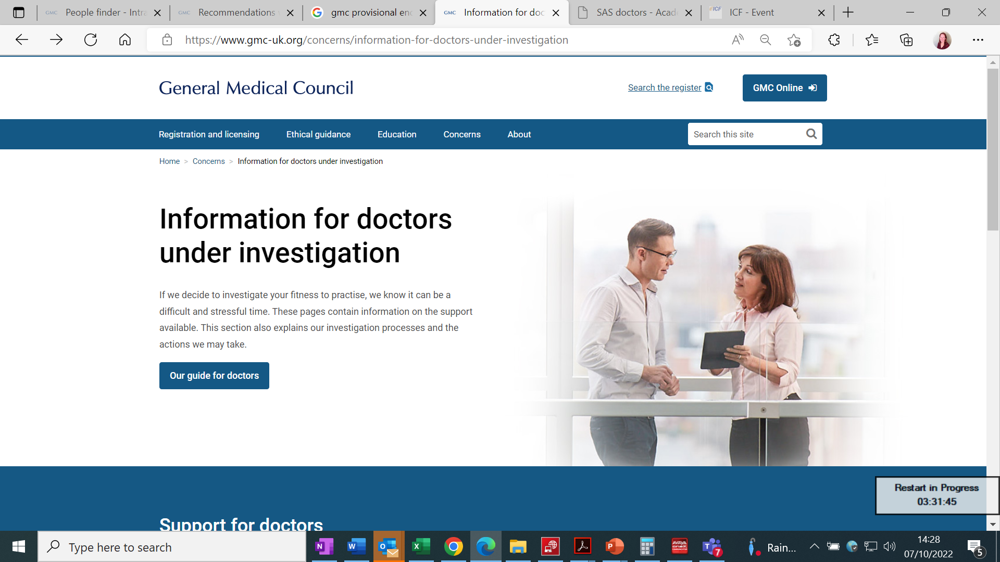 People finder - Intra
Recommendations
gmc provisional en
Information for doc
SAS doctors - Acad
ICF - Event
https://www.gmc-uk.org/concerns/information-for-doctors-under-investigation
General Medical Council
Search the register
GMC Online
Registration and licensing
Ethical guidance
Education
Concerns
About
Search this site
Home > Concerns > Information for doctors under investigation
Information for doctors
under investigation
If we decide to investigate your fitness to practise, we know it can be a
difficult and stressful time. These pages contain information on the support
available. This section also explains our investigation processes and the
actions we may take.
Our guide for doctors
Restart in Progress
03:31:45
Support for doctors
Type here to search
AVAYA
7
Rain...
14:28
07/10/2022
5